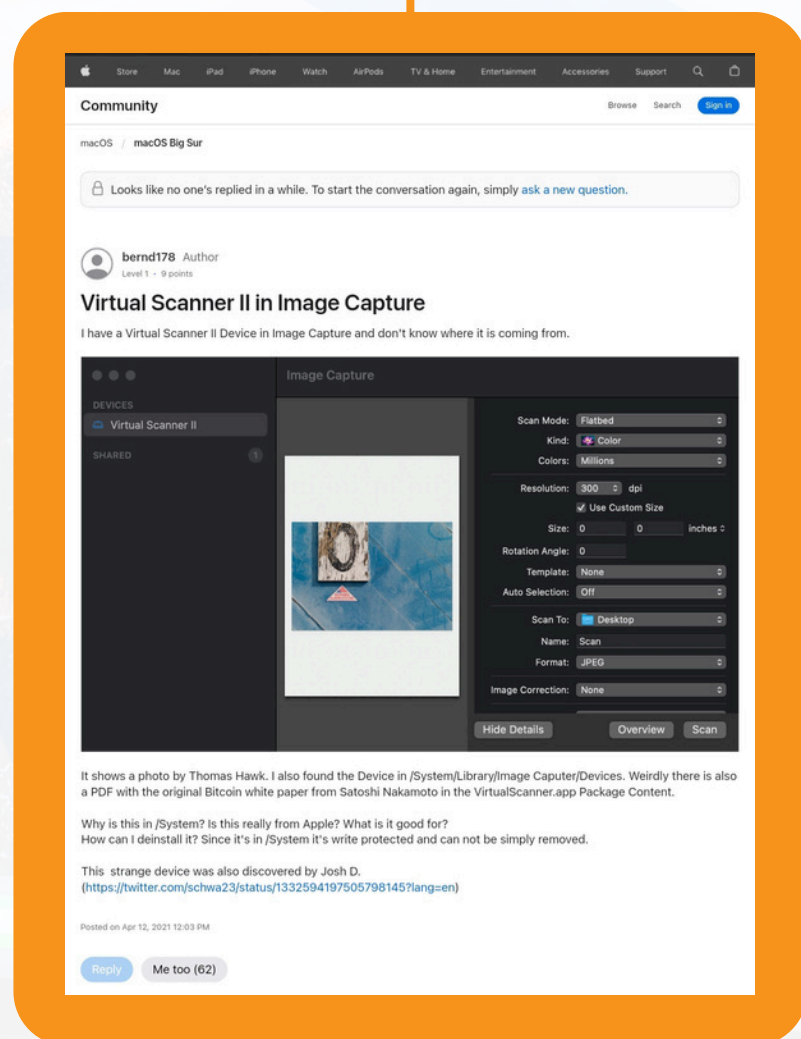 Store Mac iPad iPhone Watch AirPods TV & Home Entertainment Accessories Support
Community
Browse Search Sign in
macOS / macOS Big Sur
Looks like no one's replied in a while. To start the conversation again, simply ask a new question.
bernd178 Author
Level 1 · 9 points
Virtual Scanner II in Image Capture
I have a Virtual Scanner II Device in Image Capture and don't know where it is coming from.
Image Capture
DEVICES
Virtual Scanner II
SHARED 1
Scan Mode: Flatbed
Kind: Color
Colors: Millions
Resolution: 300 dpi
Use Custom Size
Size: 0 0 inches
Rotation Angle: 0
Template: None
Auto Selection: Off
Scan To: Desktop
Name: Scan
Format: JPEG
Image Correction: None
Hide Details Overview Scan
It shows a photo by Thomas Hawk. I also found the Device in /System/Library/Image Caputer/Devices. Weirdly there is also
a PDF with the original Bitcoin white paper from Satoshi Nakamoto in the VirtualScanner.app Package Content.
Why is this in /System? Is this really from Apple? What is it good for?
How can I deinstall it? Since it's in /System it's write protected and can not be simply removed.
This strange device was also discovered by Josh D.
(https://twitter.com/schwa23/status/1332594197505798145?lang=en)
Posted on Apr 12, 2021 12:03 PM
Reply Me too (62)